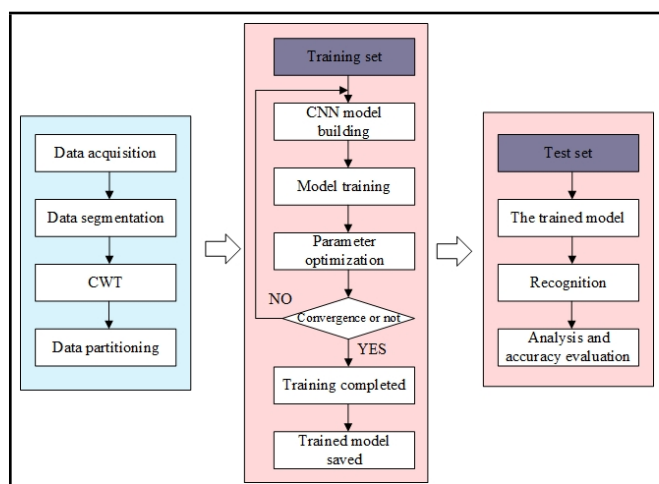 Data acquisition
Data segmentation
CWT
Data partitioning
Training set
CNN model
building
Model training
Parameter
optimization
NO
Convergence or not
YES
Training completed
Trained model
saved
Test set
The trained model
Recognition
Analysis and
accuracy evaluation